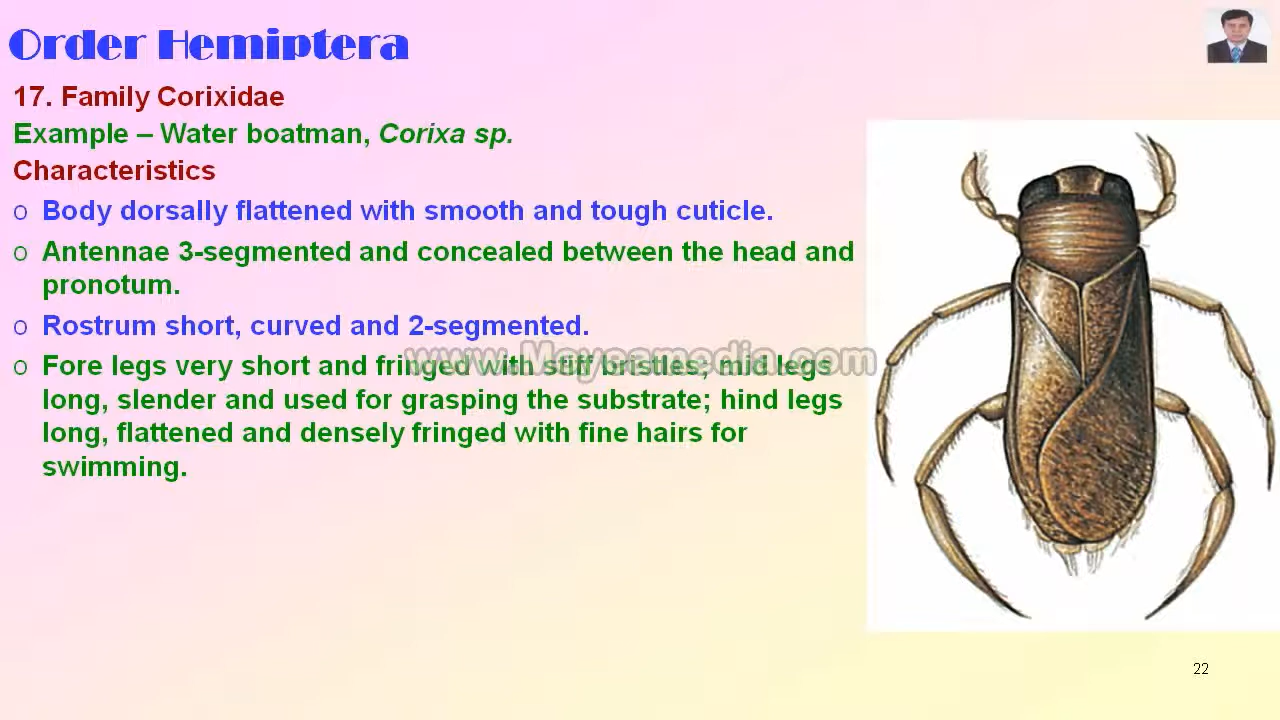 Order Hemiptera
17. Family Corixidae
Example – Water boatman, Corixa sp.
Characteristics
o Body dorsally flattened with smooth and tough cuticle.
o Antennae 3-segmented and concealed between the head and
pronotum.
o Rostrum short, curved and 2-segmented.
o Fore legs very short and fringed with stiff bristles; mid legs
long, slender and used for grasping the substrate; hind legs
long, flattened and densely fringed with fine hairs for
swimming.
22